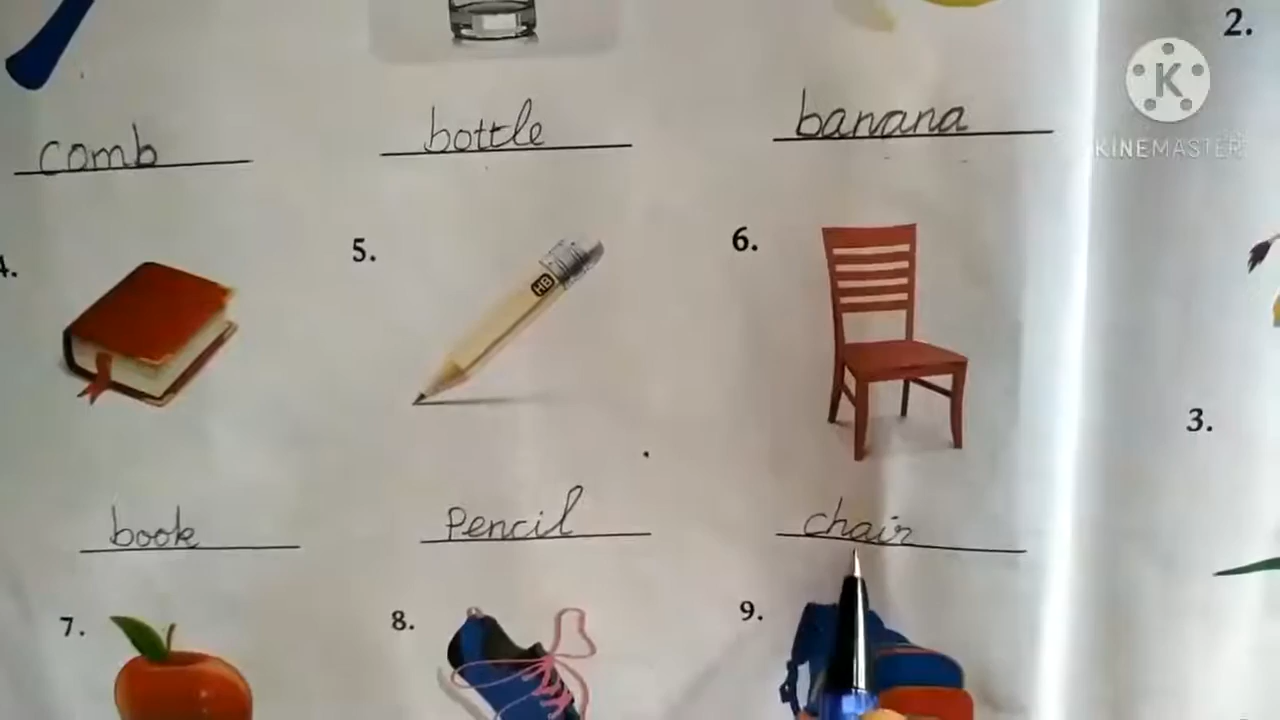 2.
K
KINEMASTER
comb bottle banana
4. 5. 6.
HB
3.
book Pencil chair
7. 8. 9.